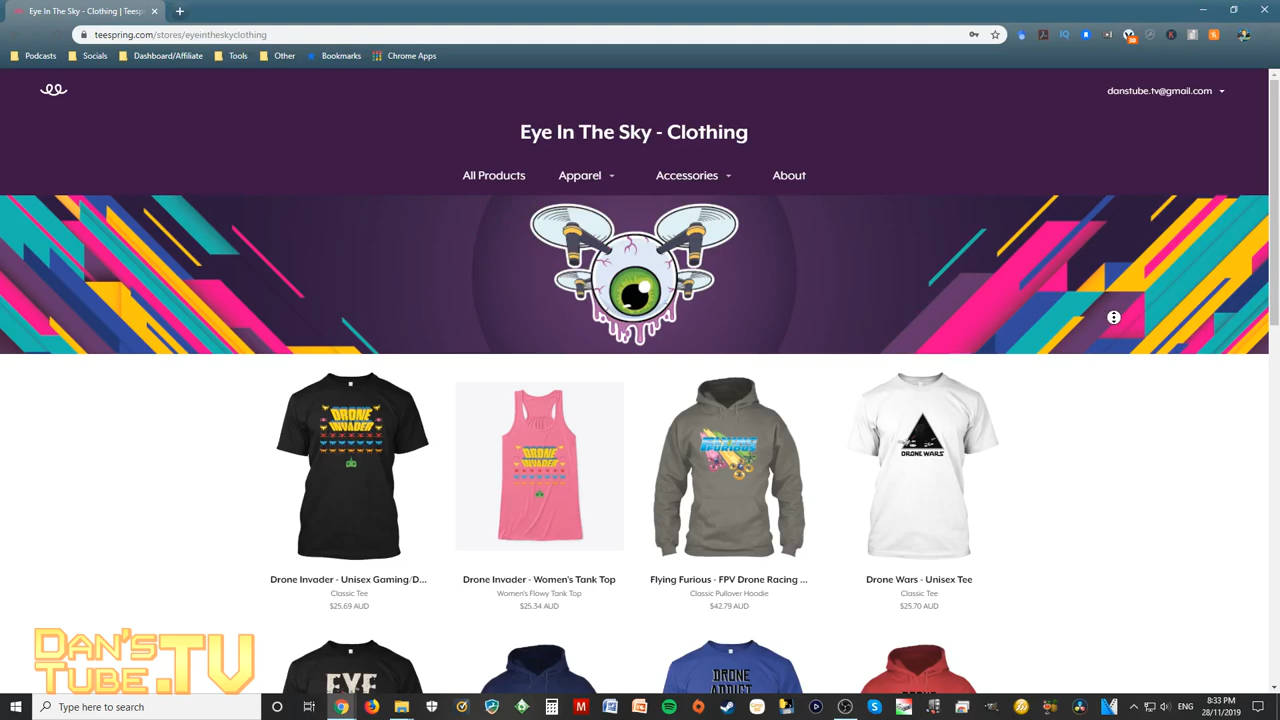 Eye In The Sky - Clothing | Teesp
teespring.com/stores/eyeintheskyclothing
Podcasts Socials Dashboard/Affiliate Tools Other Bookmarks Chrome Apps
danstube.tv@gmail.com
Eye In The Sky - Clothing
All Products Apparel Accessories About
DRONE
INVADER
DRONE
INVADER
FURIOUS
DRONE WARS
Drone Invader - Unisex Gaming/D... Drone Invader - Women's Tank Top Flying Furious - FPV Drone Racing ... Drone Wars - Unisex Tee
Classic Tee Women's Flowy Tank Top Classic Pullover Hoodie Classic Tee
$25.69 AUD $25.34 AUD $42.79 AUD $25.70 AUD
DAN'S
TUBE.TV
EYE
DRONE
ADDICT
Type here to search
ENG
8:33 PM
28/11/2019